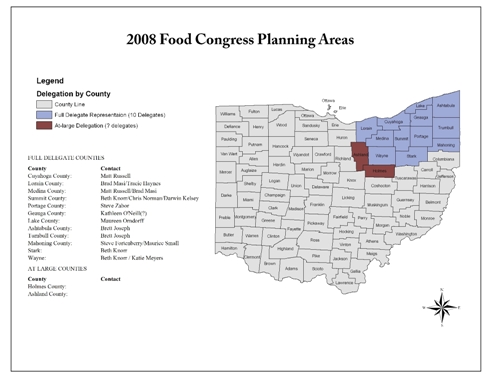 2008 Food Congress Planning Areas
Legend
Delegation by County
County Line
Full Delegate Representaion (10 Delegates)
At-large Delegation (7 delegates)
FULL DELEGATE COUNTIES
County Contact
Cuyahoga County: Matt Russell
Lorain County: Brad Masi/Tracie Haynes
Medina County: Matt Russell/Brad Masi
Summit County: Beth Knorr/Chris Norman/Darwin Kelsey
Portage County: Steve Zabor
Geauga County: Kathleen O'Neill(?)
Lake County: Maureen
Ashtabula County: Brett Joseph
Trumbull County: Brett Joseph
Mahoning County: Steve Fortenberry/Maurice Small
Stark: Beth Knorr
Wayne: Beth Knorr / Katie Meyers
AT LARGE COUNTIES
County Contact
Holmes County:
Ashland County:
Williams Fulton Lucas Ottawa Erie
Ottawa Lake Ashtabula
Defiance Henry Wood Sandusky Erie Lorain Cuyahoga Geauga Trumbull
Paulding Putnam Seneca Huron Medina Summit Portage Mahoning
Van Wert Allen Hancock Wyandot Crawford Richland Wayne Stark Columbiana
Mercer Auglaize Hardin Marion Morrow Knox Holmes Carroll Jefferson
Shelby Logan Union Delaware Coshocton Tuscarawas Harrison
Darke Miami Champaign Licking Guernsey Belmont
Clark Madison Franklin Muskingum
Preble Montgomery Greene Fairfield Perry Morgan Noble Monroe
Butler Warren Clinton Fayette Pickaway Hocking Washington
Hamilton Clermont Highland Ross Vinton Athens
Brown Adams Pike Jackson Meigs
Scioto Gallia
Lawrence
N
W E
S